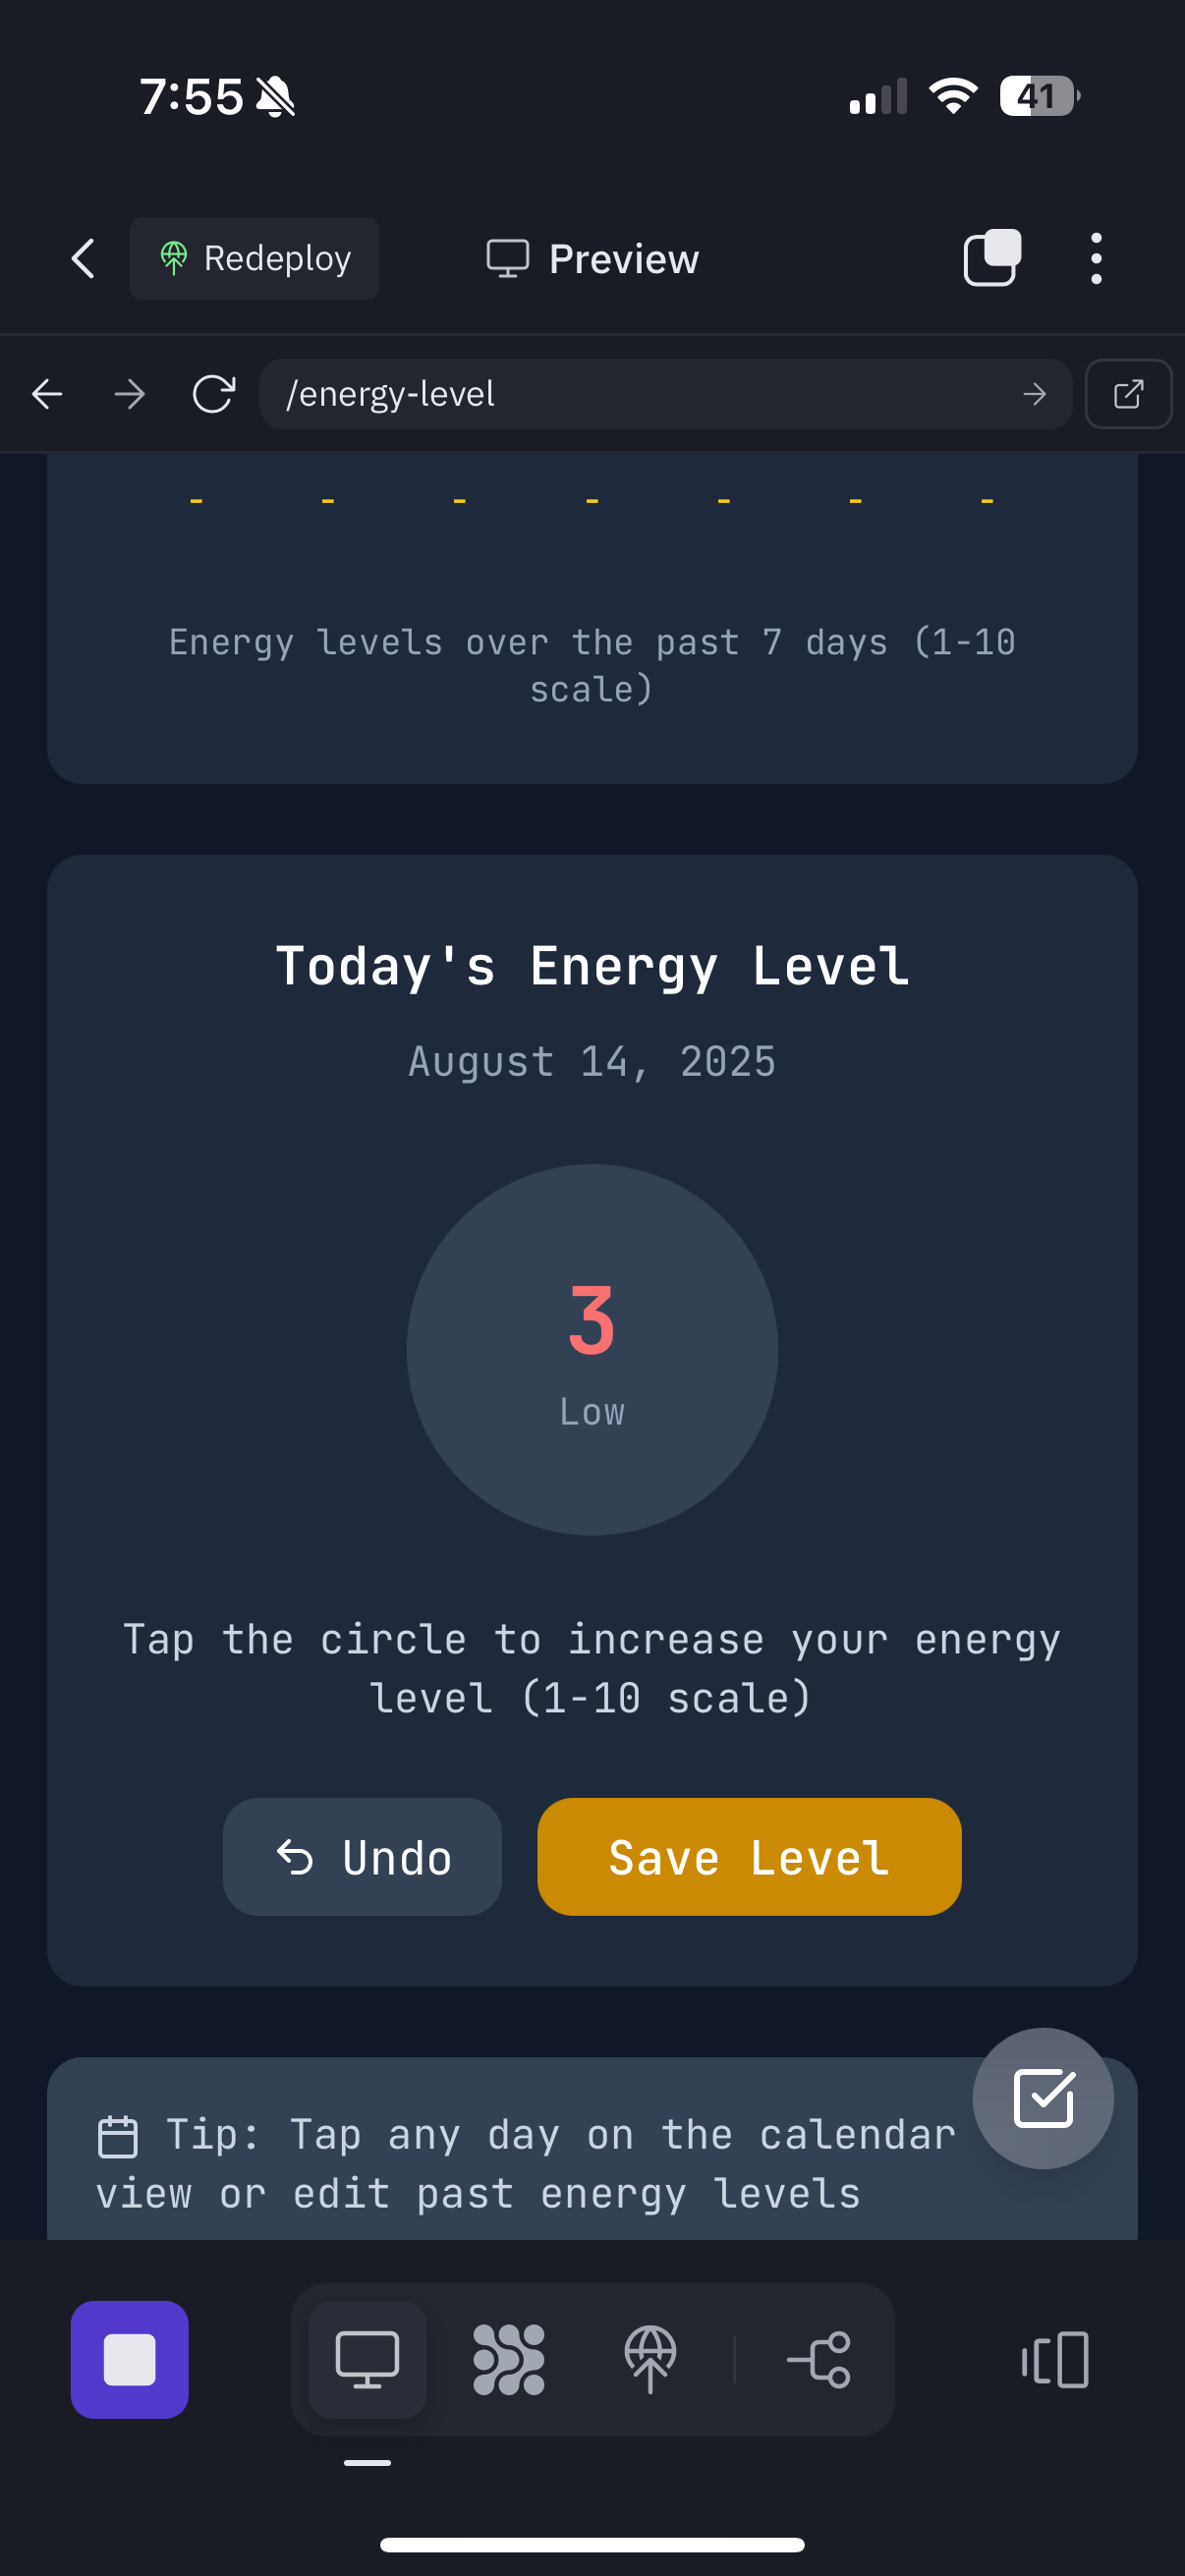 7:55
41
Redeploy
Preview
/energy-level
- - - - - - -
Energy levels over the past 7 days (1-10
scale)
Today's Energy Level
August 14, 2025
3
Low
Tap the circle to increase your energy
level (1-10 scale)
Undo
Save Level
Tip: Tap any day on the calendar
view or edit past energy levels